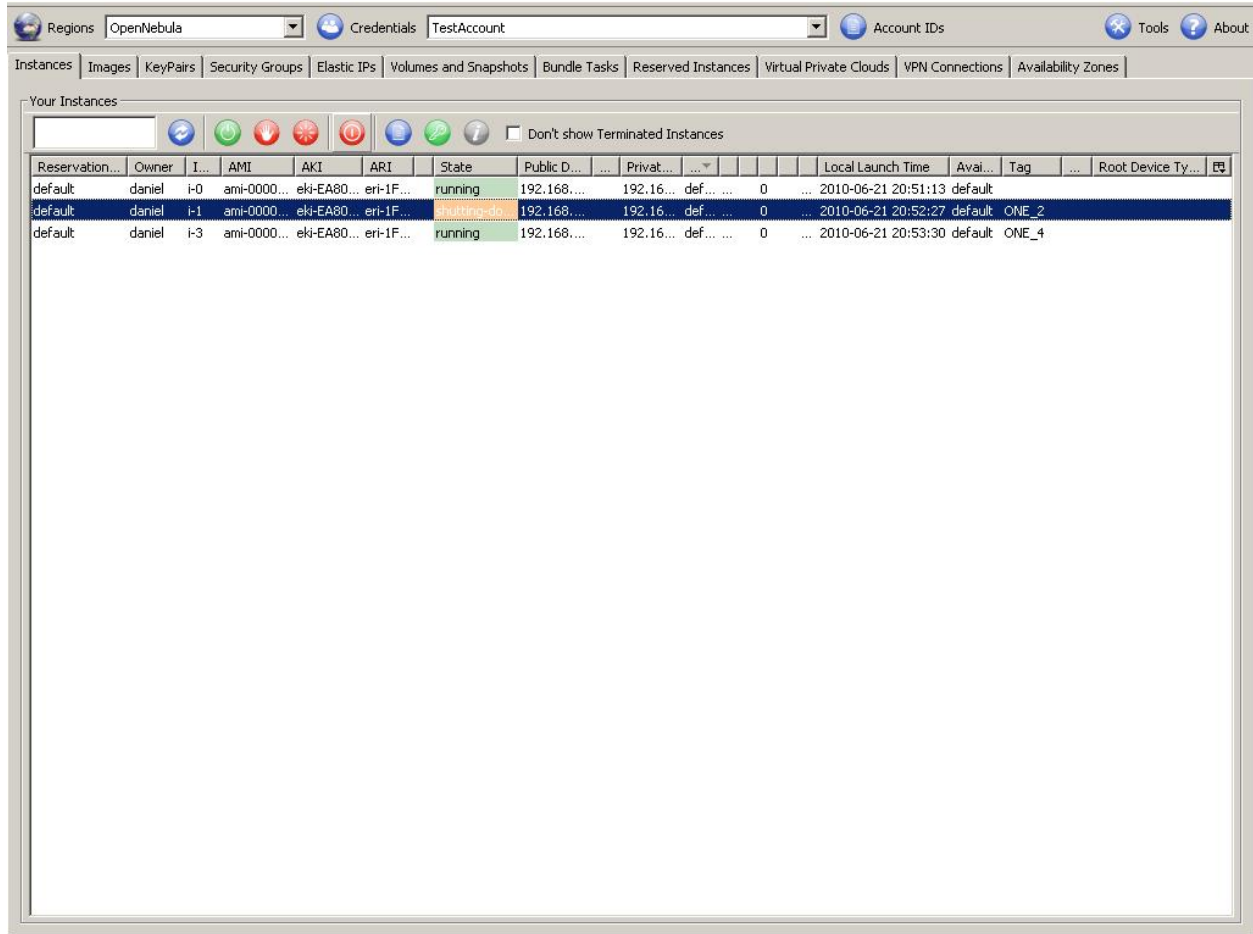 Regions OpenNebula Credentials TestAccount Account IDs Tools About
Instances Images KeyPairs Security Groups Elastic IPs Volumes and Snapshots Bundle Tasks Reserved Instances Virtual Private Clouds VPN Connections Availability Zones
Your Instances
Don't show Terminated Instances
Reservation... Owner I... AMI AKI ARI State Public D... ... Privat... ... Local Launch Time Avai... Tag ... Root Device Ty...
default daniel i-0 ami-0000... eki-EA80... eri-1F... running 192.168.... 192.16... def... ... 0 ... 2010-06-21 20:51:13 default
default daniel i-1 ami-0000... eki-EA80... eri-1F... shutting-do... 192.168.... 192.16... def... ... 0 ... 2010-06-21 20:52:27 default ONE_2
default daniel i-3 ami-0000... eki-EA80... eri-1F... running 192.168.... 192.16... def... ... 0 ... 2010-06-21 20:53:30 default ONE_4